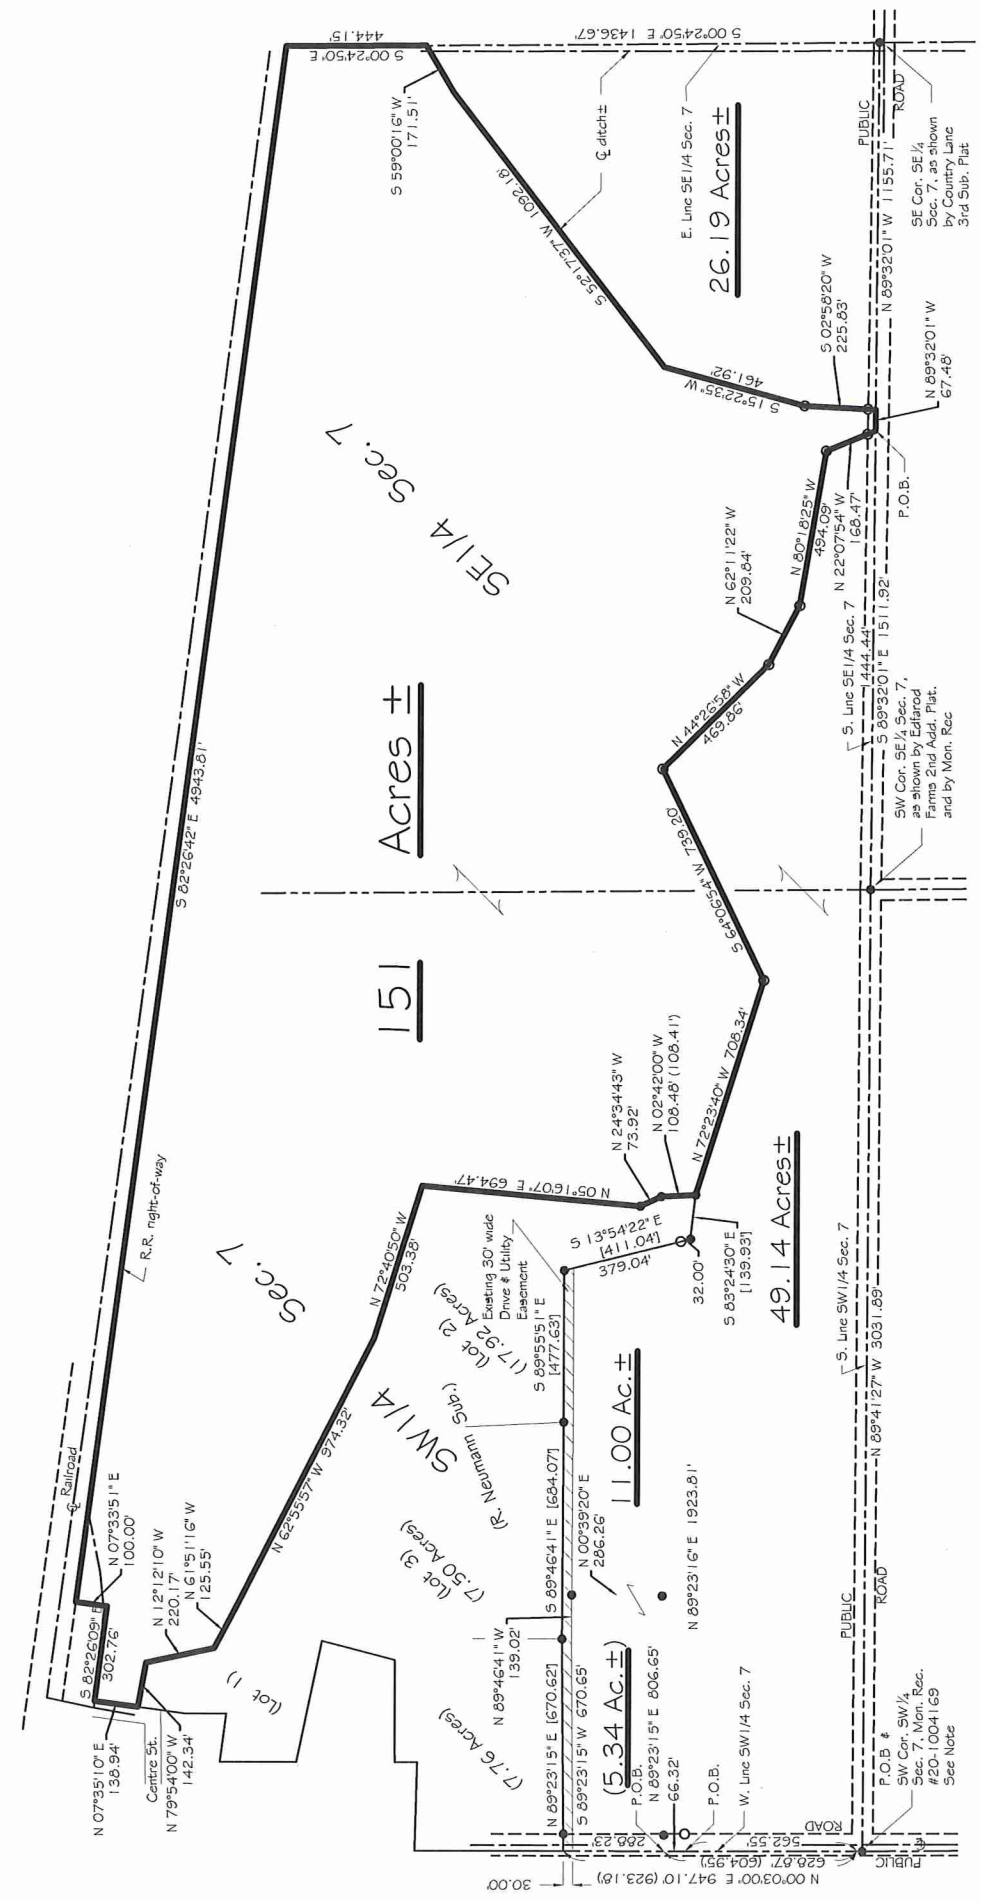 444.15'
S 00°24'50" E
S 00°24'50" E 1436.67'
S 59°00'16" W
171.51'
S 52°17'37" W 1092.18'
℄ ditch±
E. Line SE1/4 Sec. 7
26.19 Acres±
PUBLIC
ROAD
N 89°32'01" W 1155.71'
SE Cor. SE¼
Sec. 7, as shown
by Country Lane
3rd Sub. Plat
S 02°58'20" W
225.83'
S 15°22'35" W
461.92'
N 89°32'01" W
67.48'
P.O.B.
N 22°07'54" W
168.47'
N 80°18'25" W
494.09'
N 62°11'22" W
209.84'
N 44°26'58" W
469.86'
S. Line SE1/4 Sec. 7
1444.44'
S 89°32'01" E 1511.92'
SW Cor. SE¼ Sec. 7,
as shown by Edfarod
Farms 2nd Add. Plat.
and by Mon. Rec
SE1/4 Sec. 7
S 82°26'42" E 4943.81'
151 Acres ±
S 64°06'54" W 739.20'
N 72°23'40" W 708.34'
N 02°42'00" W
108.48' (108.41')
N 24°34'43" W
73.92'
N 05°16'07" E 694.47'
S 13°54'22" E
[411.04']
379.04'
32.00'
S 83°24'30" E
[139.93']
49.14 Acres±
S. Line SW1/4 Sec. 7
N 89°41'27" W 3031.89'
R.R. right-of-way
SW1/4 Sec. 7
N 72°40'50" W
503.38'
Existing 30' wide
Drive & Utility
Easement
(Lot 2)
(17.92 Acres)
S 89°55'51" E
[477.63']
(R. Neumann Sub.)
N 62°55'57" W 974.32'
11.00 Ac.±
S 89°46'41" E [684.07']
(Lot 3)
(7.50 Acres)
N 00°39'20" E
286.26'
N 89°23'16" E 1923.81'
℄ Railroad
N 07°33'51" E
100.00'
N 12°12'10" W
220.17'
N 61°51'16" W
125.55'
S 82°26'09" E
302.76'
(Lot 1)
N 89°46'41" W
139.02'
N 07°35'10" E
138.94'
Centre St.
N 79°54'00" W
142.34'
(7.76 Acres)
N 89°23'15" E [670.62']
S 89°23'15" W 670.65'
(5.34 Ac.±)
N 89°23'15" E 806.65'
P.O.B.
66.32'
P.O.B.
W. Line SW1/4 Sec. 7
PUBLIC
ROAD
P.O.B &
SW Cor. SW¼
Sec. 7, Mon. Rec.
#20-1004169
See Note
ROAD
PUBLIC
288.23'
562.55'
628.87' (604.95')
N 00°03'00" E 947.10' (923.18')
30.00'